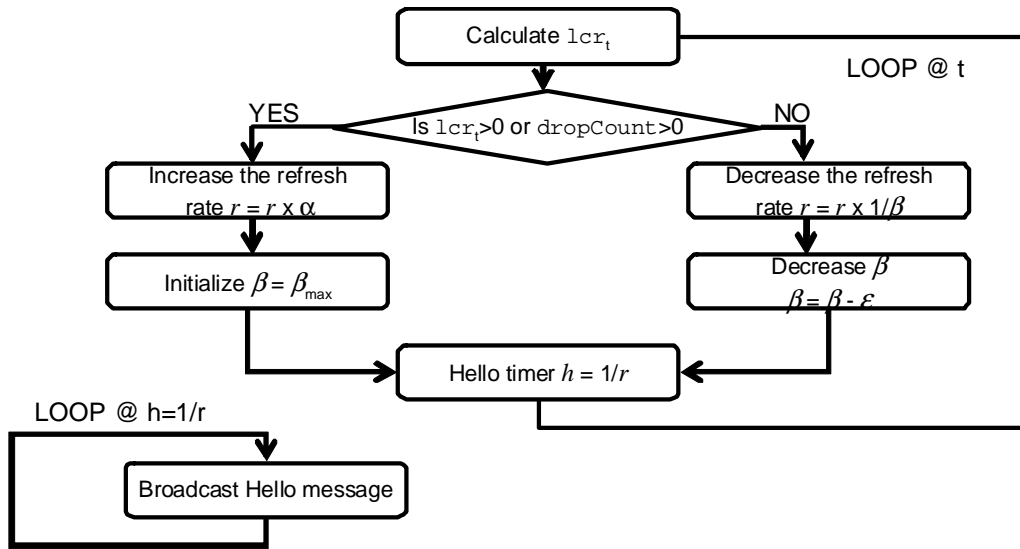 Calculate lcr_t
LOOP @ t
YES
Is lcr_t>0 or dropCount>0
NO
Increase the refresh
rate r = r x α
Decrease the refresh
rate r = r x 1/β
Initialize β = β_max
Decrease β
β = β - ε
Hello timer h = 1/r
LOOP @ h=1/r
Broadcast Hello message